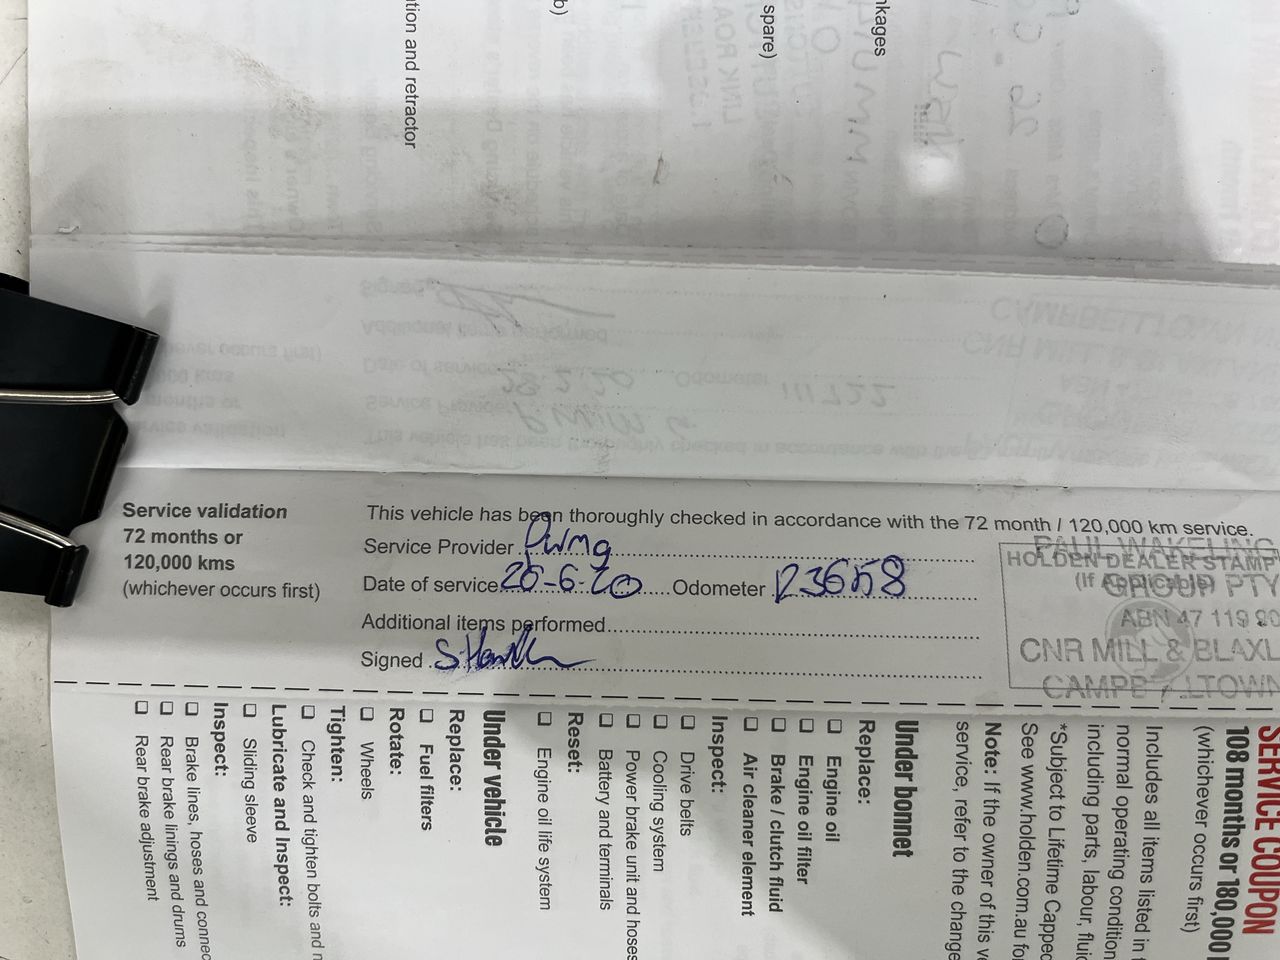 nkages
spare)
b)
tion and retractor
Service validation
72 months or
120,000 kms
(whichever occurs first)
This vehicle has been thoroughly checked in accordance with the 72 month / 120,000 km service.
Service Provider Pwmg
Date of service 26-6-20 Odometer 123658
Additional items performed
Signed
PAUL WAKELING
HOLDEN DEALER STAMP
(If Applicable)
GROUP PTY
ABN 47 119 90
CNR MILL & BLAXL
CAMPBELLTOWN
SERVICE COUPON
108 months or 180,000
(whichever occurs first)
Includes all items listed in t
normal operating condition
including parts, labour, fluid
*Subject to Lifetime Capped
See www.holden.com.au fo
Note: If the owner of this ve
service, refer to the change
Under bonnet
Replace:
Engine oil
Engine oil filter
Brake / clutch fluid
Air cleaner element
Inspect:
Drive belts
Cooling system
Power brake unit and hoses
Battery and terminals
Reset:
Engine oil life system
Under vehicle
Replace:
Fuel filters
Rotate:
Wheels
Tighten:
Check and tighten bolts and n
Lubricate and Inspect:
Sliding sleeve
Inspect:
Brake lines, hoses and connec
Rear brake linings and drums
Rear brake adjustment